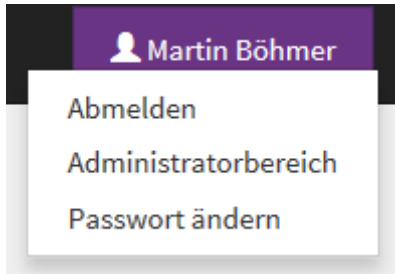 Martin Böhmer
Abmelden
Administratorbereich
Passwort ändern